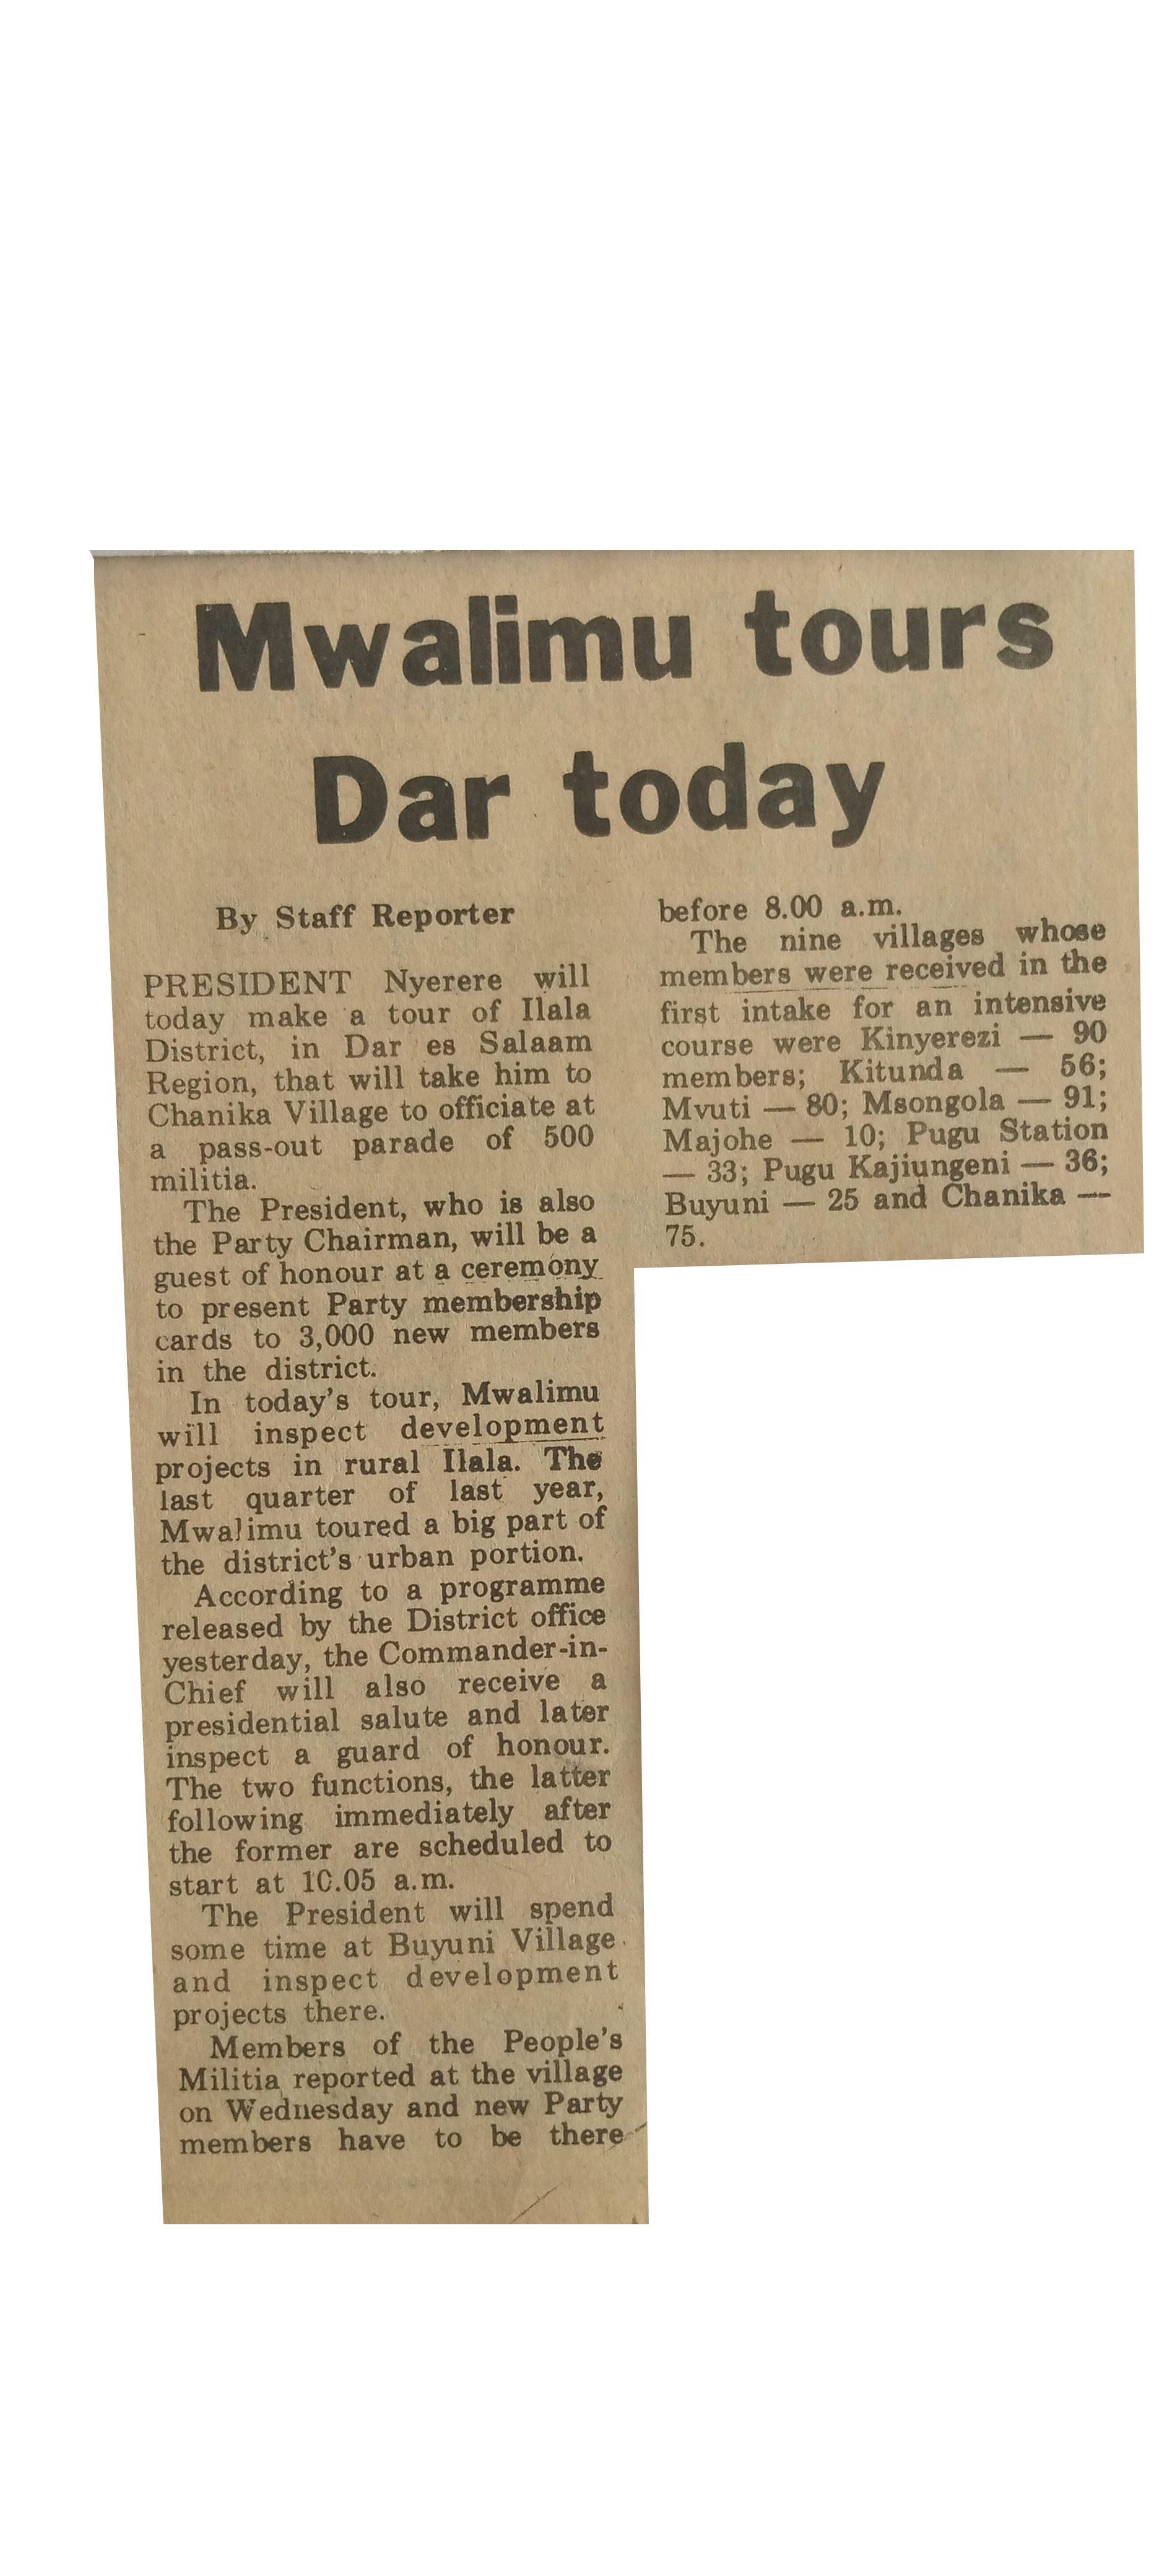 Mwalimu tours
Dar today
By Staff Reporter
PRESIDENT Nyerere will
today make a tour of Ilala
District, in Dar es Salaam
Region, that will take him to
Chanika Village to officiate at
a pass-out parade of 500
militia.
The President, who is also
the Party Chairman, will be a
guest of honour at a ceremony
to present Party membership
cards to 3,000 new members
in the district.
In today's tour, Mwalimu
will inspect development
projects in rural Ilala. The
last quarter of last year,
Mwalimu toured a big part of
the district's urban portion.
According to a programme
released by the District office
yesterday, the Commander-in-
Chief will also receive a
presidential salute and later
inspect a guard of honour.
The two functions, the latter
following immediately after
the former are scheduled to
start at 10.05 a.m.
The President will spend
some time at Buyuni Village
and inspect development
projects there.
Members of the People's
Militia reported at the village
on Wednesday and new Party
members have to be there
before 8.00 a.m.
The nine villages whose
members were received in the
first intake for an intensive
course were Kinyerezi — 90
members; Kitunda — 56;
Mvuti — 80; Msongola — 91;
Majohe — 10; Pugu Station
— 33; Pugu Kajiungeni — 36;
Buyuni — 25 and Chanika —
75.